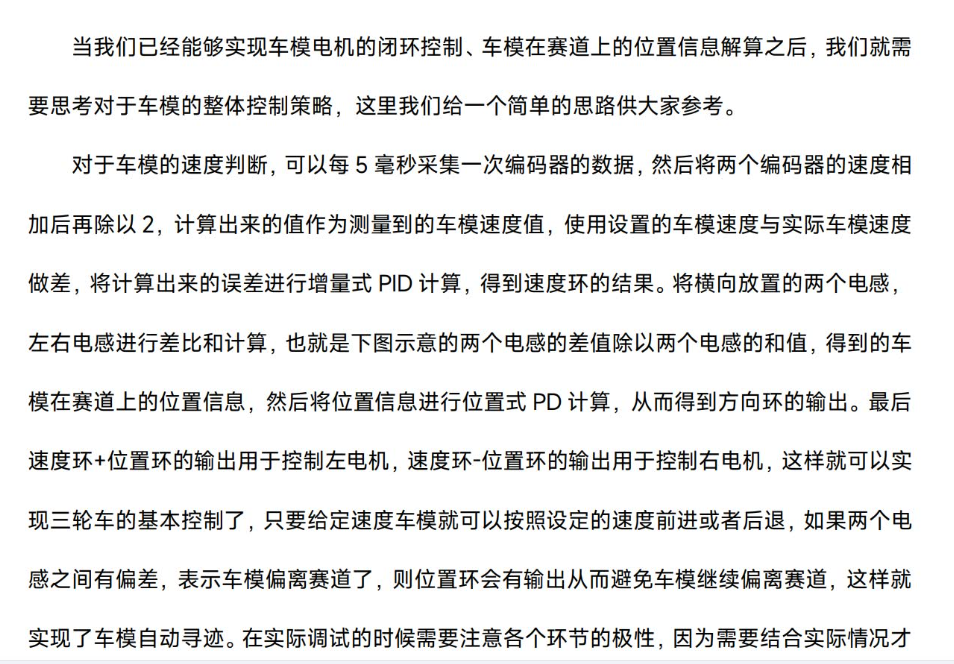 当我们已经能够实现车模电机的闭环控制、车模在赛道上的位置信息解算之后，我们就需
要思考对于车模的整体控制策略，这里我们给一个简单的思路供大家参考。
对于车模的速度判断，可以每 5 毫秒采集一次编码器的数据，然后将两个编码器的速度相
加后再除以 2，计算出来的值作为测量到的车模速度值，使用设置的车模速度与实际车模速度
做差，将计算出来的误差进行增量式 PID 计算，得到速度环的结果。将横向放置的两个电感，
左右电感进行差比和计算，也就是下图示意的两个电感的差值除以两个电感的和值，得到的车
模在赛道上的位置信息，然后将位置信息进行位置式 PD 计算，从而得到方向环的输出。最后
速度环+位置环的输出用于控制左电机，速度环-位置环的输出用于控制右电机，这样就可以实
现三轮车的基本控制了，只要给定速度车模就可以按照设定的速度前进或者后退，如果两个电
感之间有偏差，表示车模偏离赛道了，则位置环会有输出从而避免车模继续偏离赛道，这样就
实现了车模自动寻迹。在实际调试的时候需要注意各个环节的极性，因为需要结合实际情况才